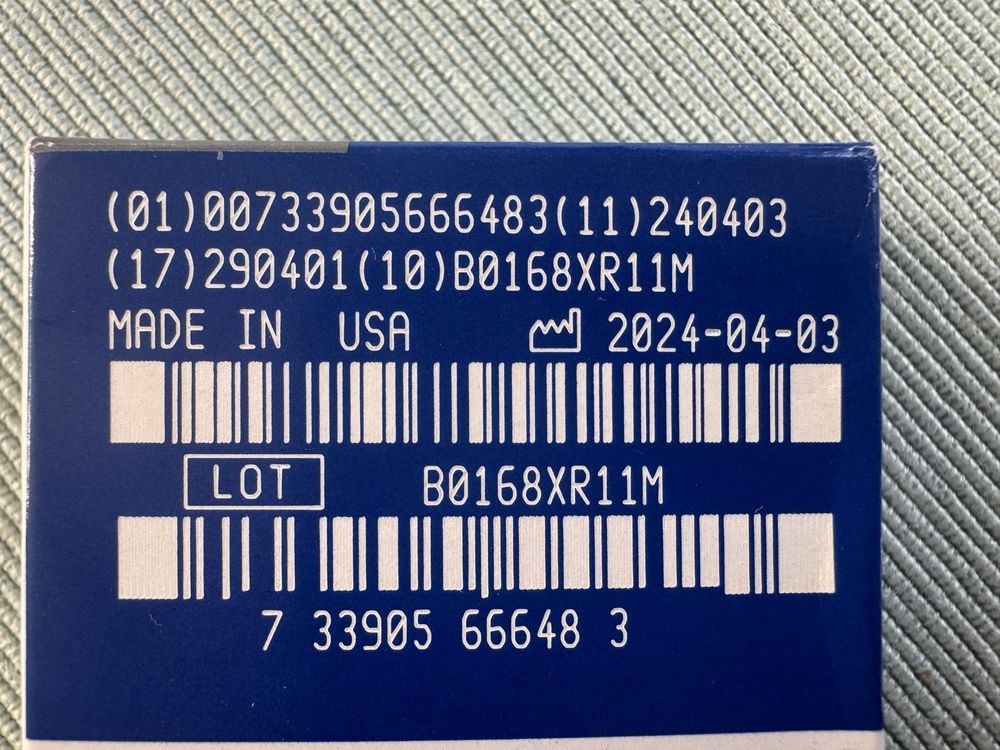 (01)00733905666483(11)240403
(17)290401(10)B0168XR11M
MADE IN USA 2024-04-03
LOT B0168XR11M
7 33905 66648 3